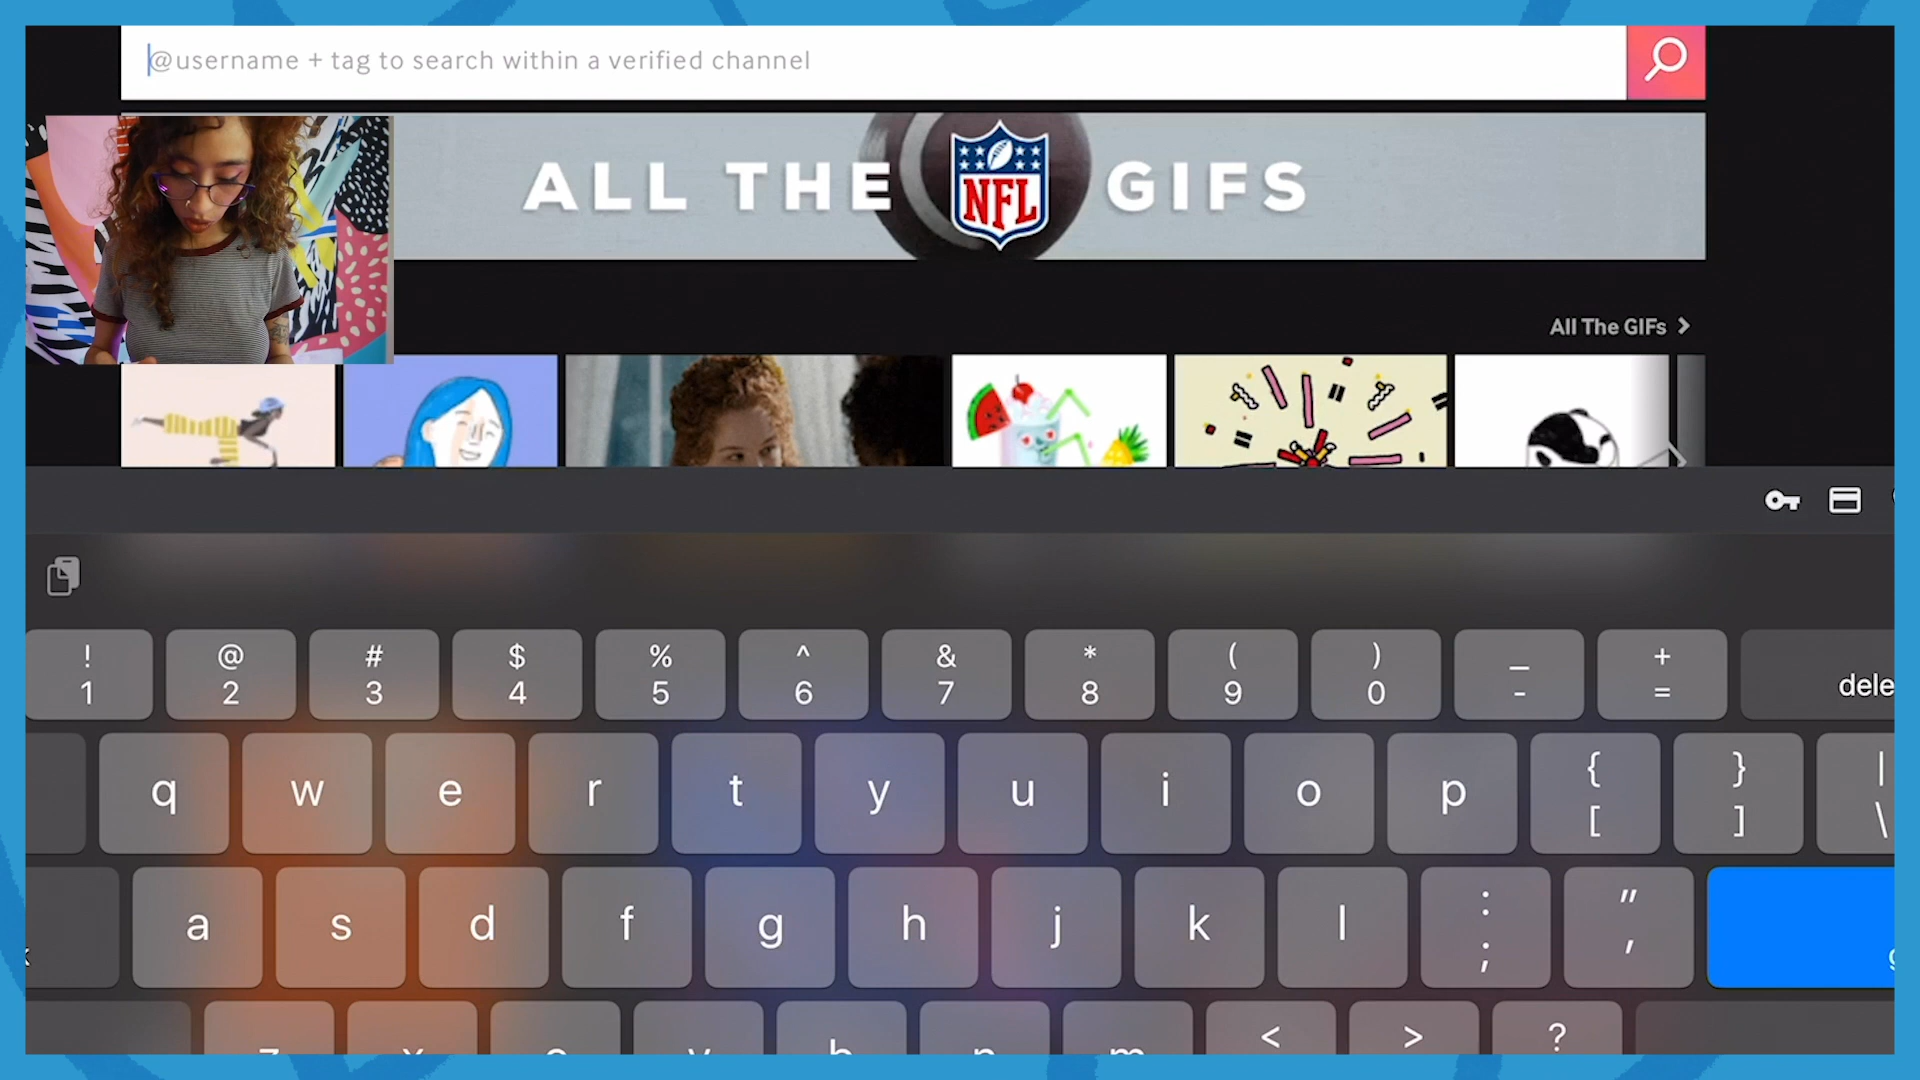 @username + tag to search within a verified channel
ALL THE NFL GIFS
All The GIFs
! @ # $ % ^ & * ( ) _ +
1 2 3 4 5 6 7 8 9 0 - = dele
q w e r t y u i o p { } |
[ ] \
a s d f g h j k l : "
; ,
z x c v b n m < > ?